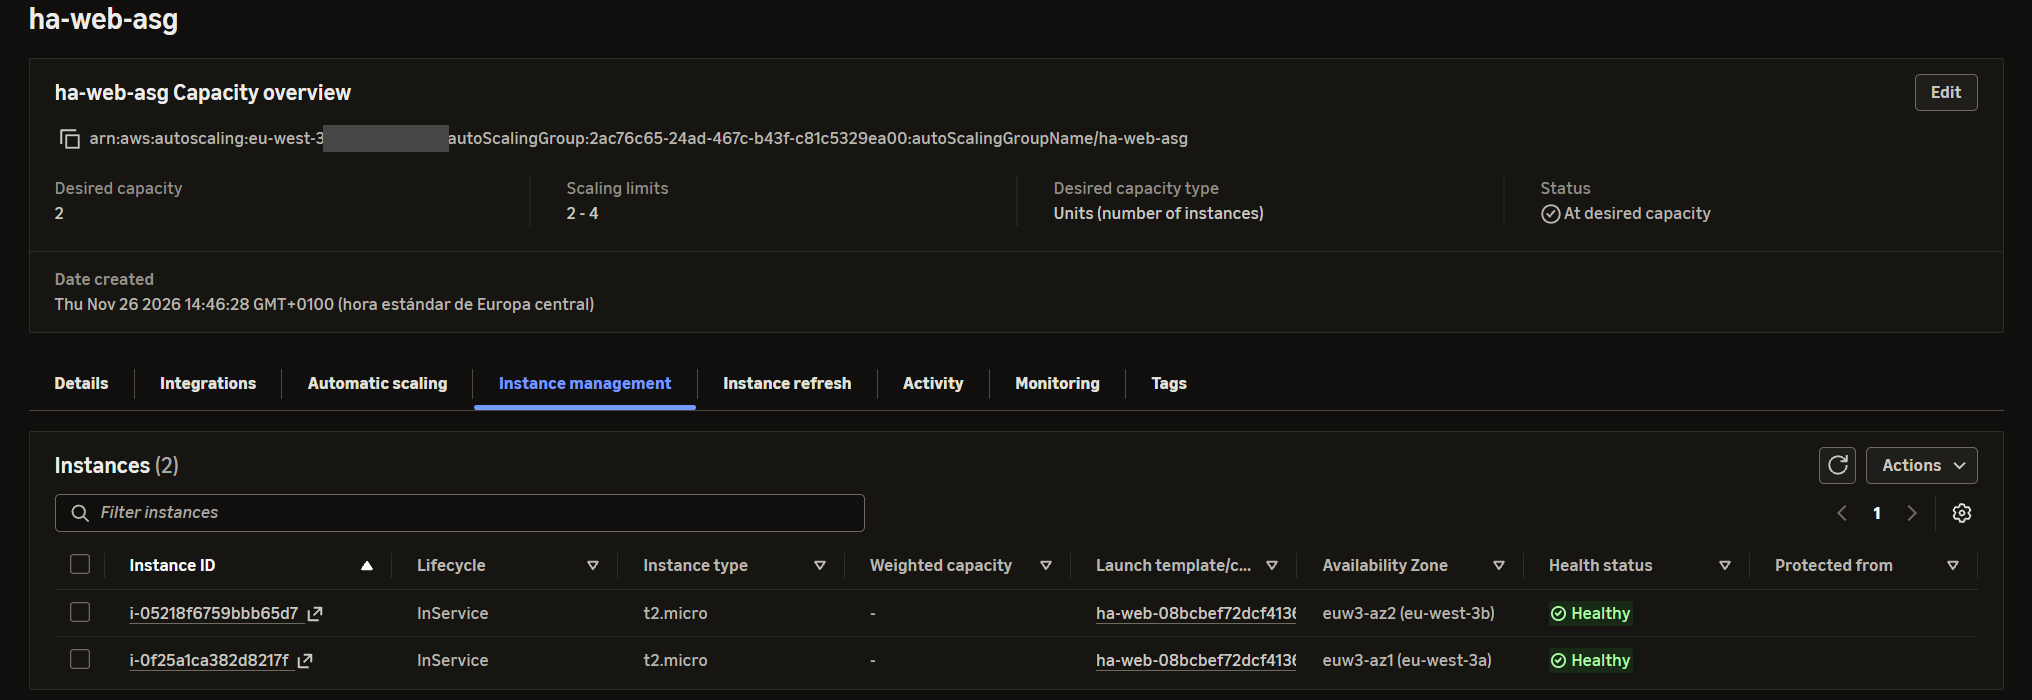 ha-web-asg
ha-web-asg Capacity overview
Edit
arn:aws:autoscaling:eu-west-3 autoScalingGroup:2ac76c65-24ad-467c-b43f-c81c5329ea00:autoScalingGroupName/ha-web-asg
Desired capacity
2
Scaling limits
2 - 4
Desired capacity type
Units (number of instances)
Status
At desired capacity
Date created
Thu Nov 26 2026 14:46:28 GMT+0100 (hora estándar de Europa central)
Details Integrations Automatic scaling Instance management Instance refresh Activity Monitoring Tags
Instances (2)
Actions
Filter instances
1
Instance ID Lifecycle Instance type Weighted capacity Launch template/c... Availability Zone Health status Protected from
i-05218f6759bbb65d7 InService t2.micro - ha-web-08bcbef72dcf4136 euw3-az2 (eu-west-3b) Healthy
i-0f25a1ca382d8217f InService t2.micro - ha-web-08bcbef72dcf4136 euw3-az1 (eu-west-3a) Healthy